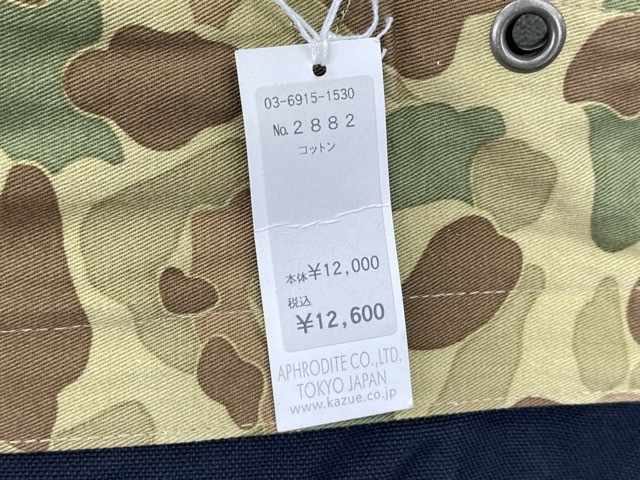 03-6915-1530
No. 2882
コットン
本体 ¥12,000
税込
¥12,600
APHRODITE CO.,LTD.
TOKYO JAPAN
www.kazue.co.jp